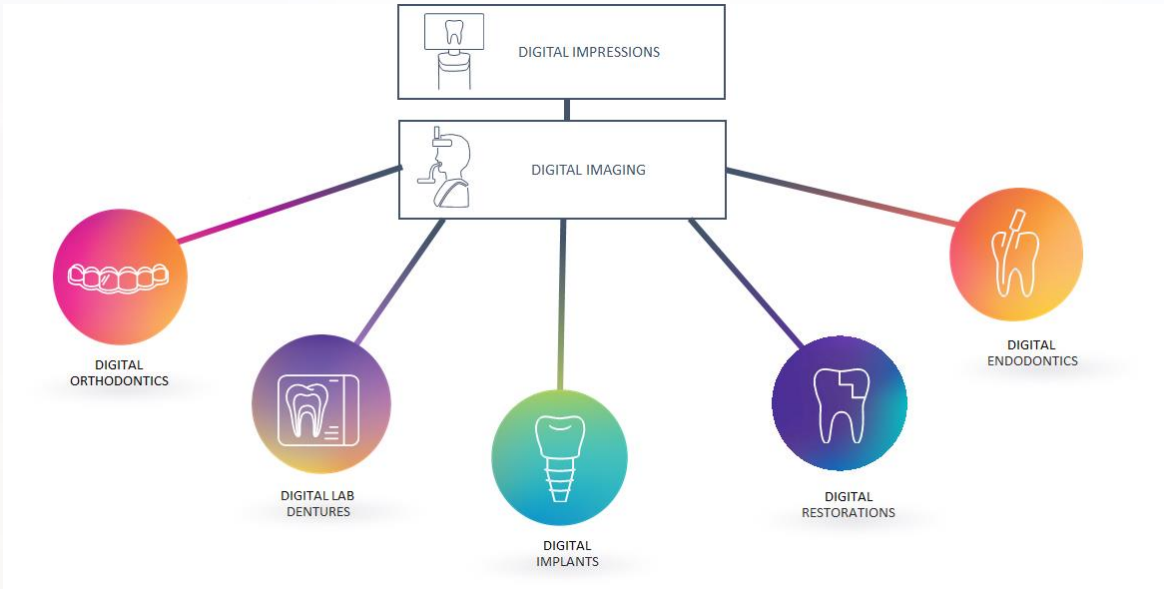 DIGITAL IMPRESSIONS
DIGITAL IMAGING
DIGITAL
ORTHODONTICS
DIGITAL LAB
DENTURES
DIGITAL
IMPLANTS
DIGITAL
RESTORATIONS
DIGITAL
ENDODONTICS